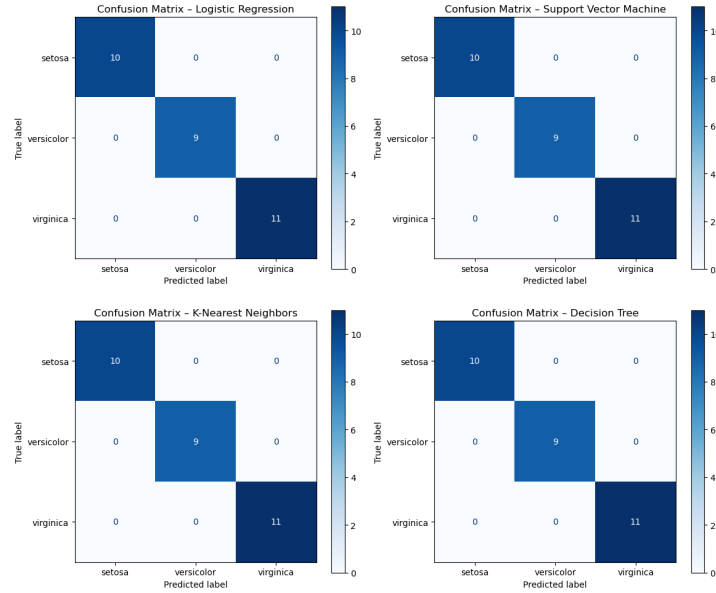 Confusion Matrix – Logistic Regression
setosa
10
0
0
versicolor
0
9
0
virginica
0
0
11
setosa
versicolor
virginica
Predicted label
True label
10
8
6
4
2
0
Confusion Matrix – Support Vector Machine
setosa
10
0
0
versicolor
0
9
0
virginica
0
0
11
setosa
versicolor
virginica
Predicted label
True label
10
8
6
4
2
0
Confusion Matrix – K-Nearest Neighbors
setosa
10
0
0
versicolor
0
9
0
virginica
0
0
11
setosa
versicolor
virginica
Predicted label
True label
10
8
6
4
2
0
Confusion Matrix – Decision Tree
setosa
10
0
0
versicolor
0
9
0
virginica
0
0
11
setosa
versicolor
virginica
Predicted label
True label
10
8
6
4
2
0